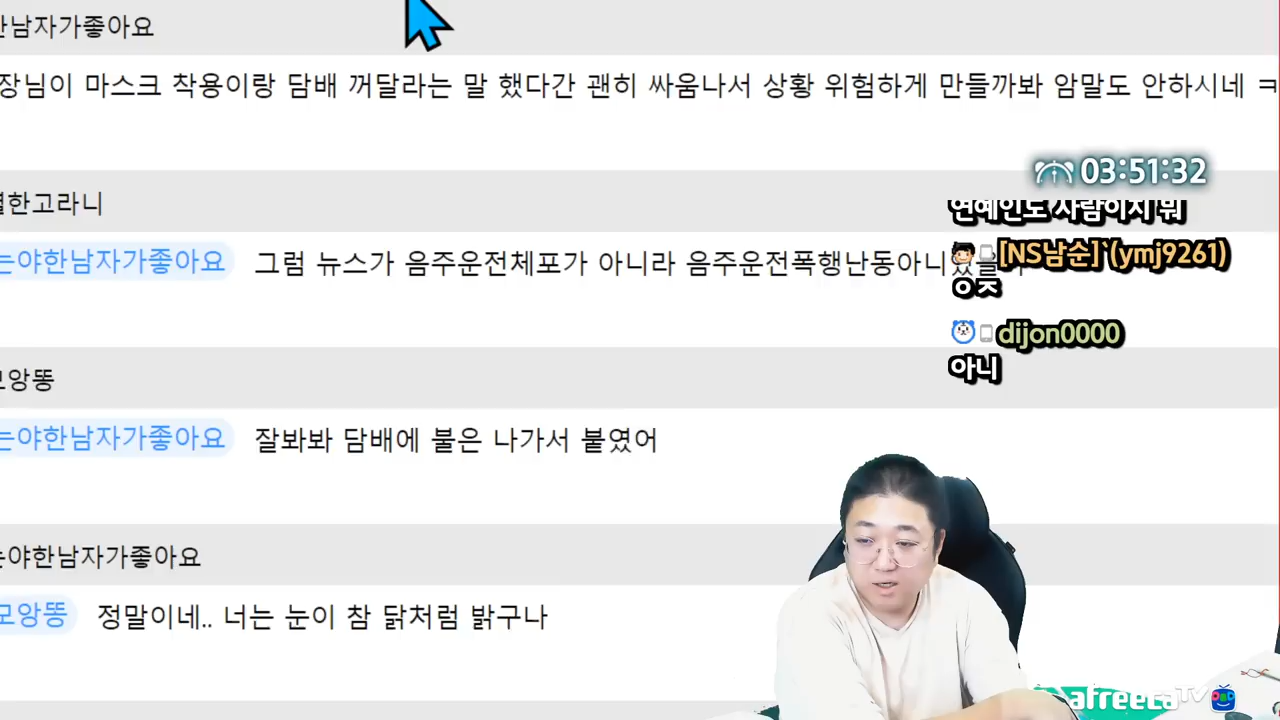 남자가좋아요
장님이 마스크 착용이랑 담배 꺼달라는 말 했다간 괜히 싸움나서 상황 위험하게 만들까봐 암말도 안하시네 ㅋ
03:51:32
한고라니
연예인도 사람이지 뭐
는야한남자가좋아요 그럼 뉴스가 음주운전체포가 아니라 음주운전폭행난동아니
[NS남순]`(ymj9261)
ㅇㅈ
dijon0000
아니
모앙똥
는야한남자가좋아요 잘봐봐 담배에 불은 나가서 붙였어
는야한남자가좋아요
모앙똥 정말이네.. 너는 눈이 참 닭처럼 밝구나
afreecaTV